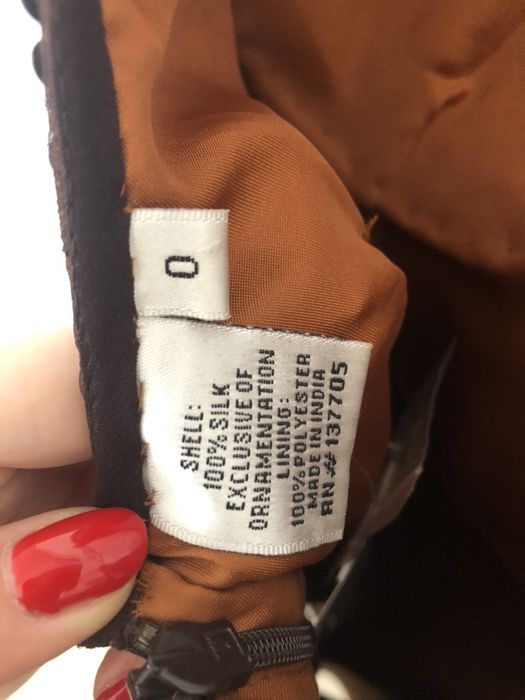 0
SHELL:
100% SILK
EXCLUSIVE OF
ORNAMENTATION
LINING:
100% POLYESTER
MADE IN INDIA
RN # 137705